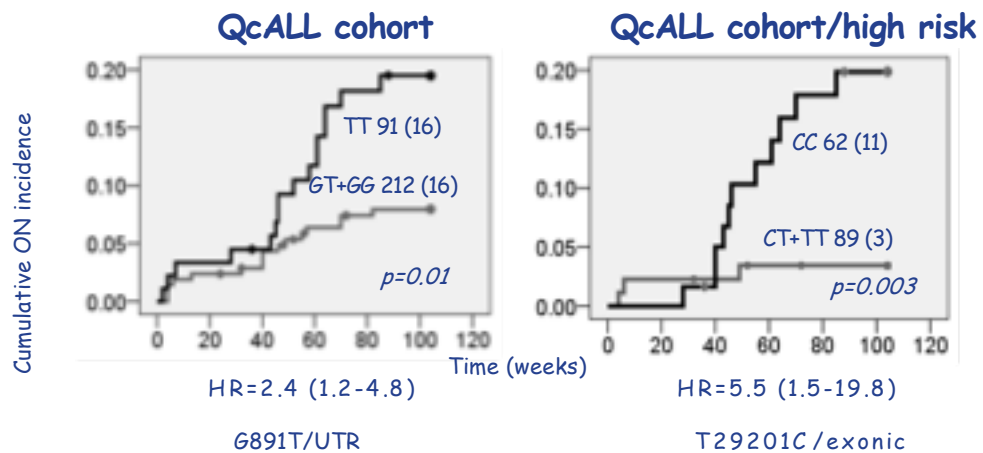 QcALL cohort
QcALL cohort/high risk
Cumulative ON incidence
0.20
0.15
0.10
0.05
0.00
0 20 40 60 80 100 120
TT 91 (16)
GT+GG 212 (16)
p=0.01
0.20
0.15
0.10
0.05
0.00
0 20 40 60 80 100 120
CC 62 (11)
CT+TT 89 (3)
p=0.003
Time (weeks)
HR=2.4 (1.2-4.8)
HR=5.5 (1.5-19.8)
G891T/UTR
T29201C/exonic